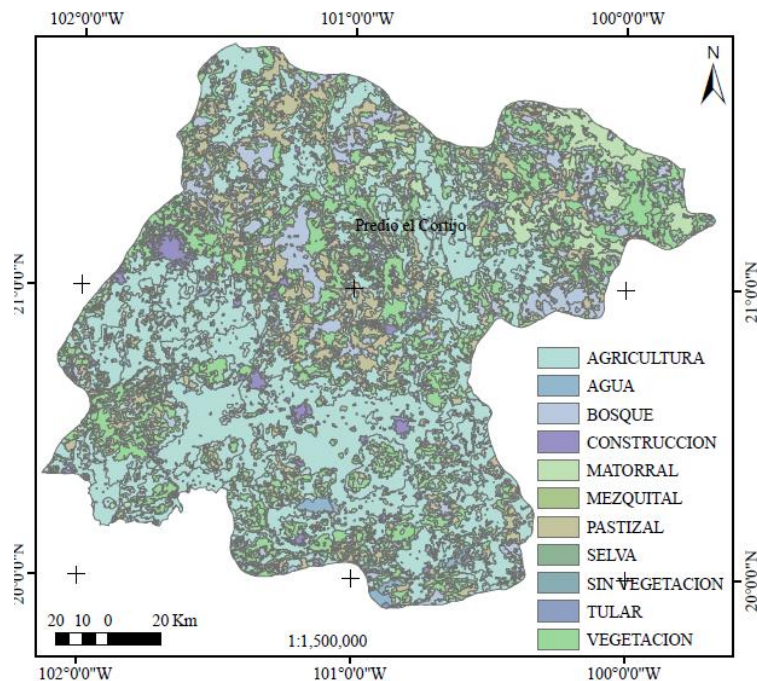 102°0'0"W 101°0'0"W 100°0'0"W
N
Predio el Cortijo
21°0'0"N
21°0'0"N
AGRICULTURA
AGUA
BOSQUE
CONSTRUCCION
MATORRAL
MEZQUITAL
PASTIZAL
SELVA
SIN VEGETACION
TULAR
VEGETACION
20°0'0"N
20°0'0"N
20 10 0 20 Km
1:1,500,000
102°0'0"W 101°0'0"W 100°0'0"W